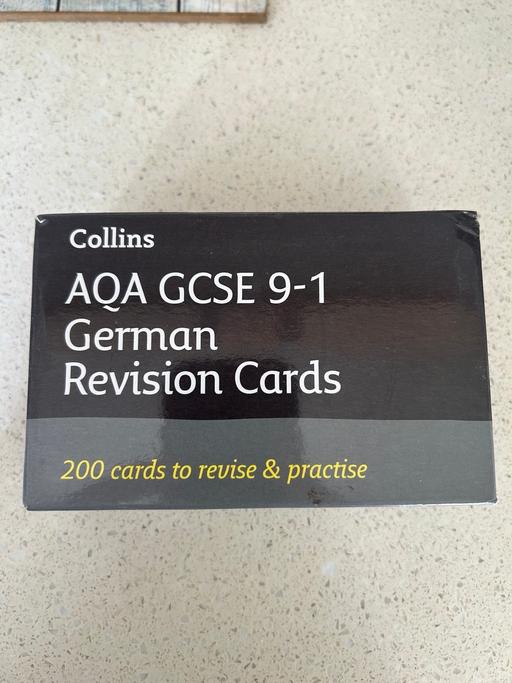 Collins
AQA GCSE 9-1
German
Revision Cards
200 cards to revise & practise